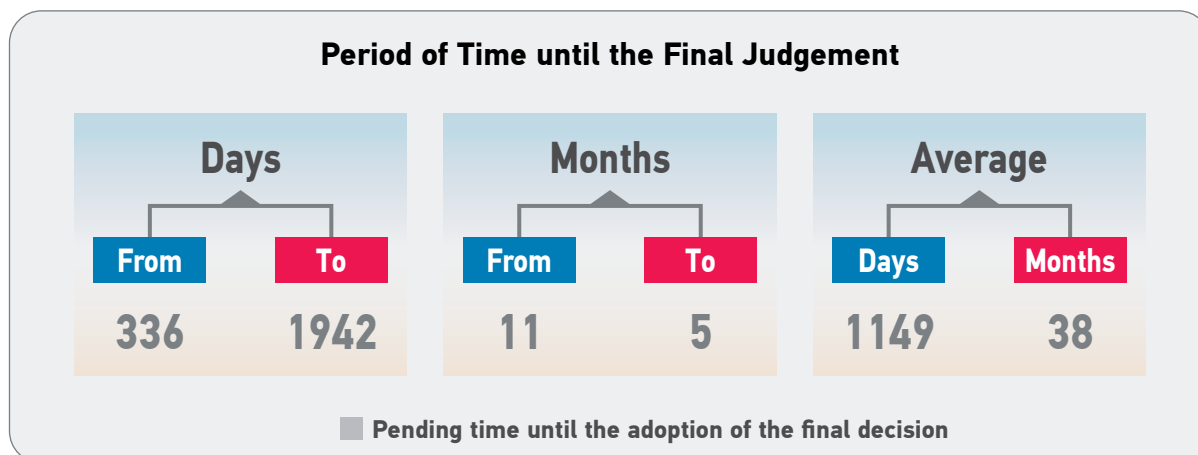 Period of Time until the Final Judgement
Days Months Average
From To From To Days Months
336 1942 11 5 1149 38
Pending time until the adoption of the final decision